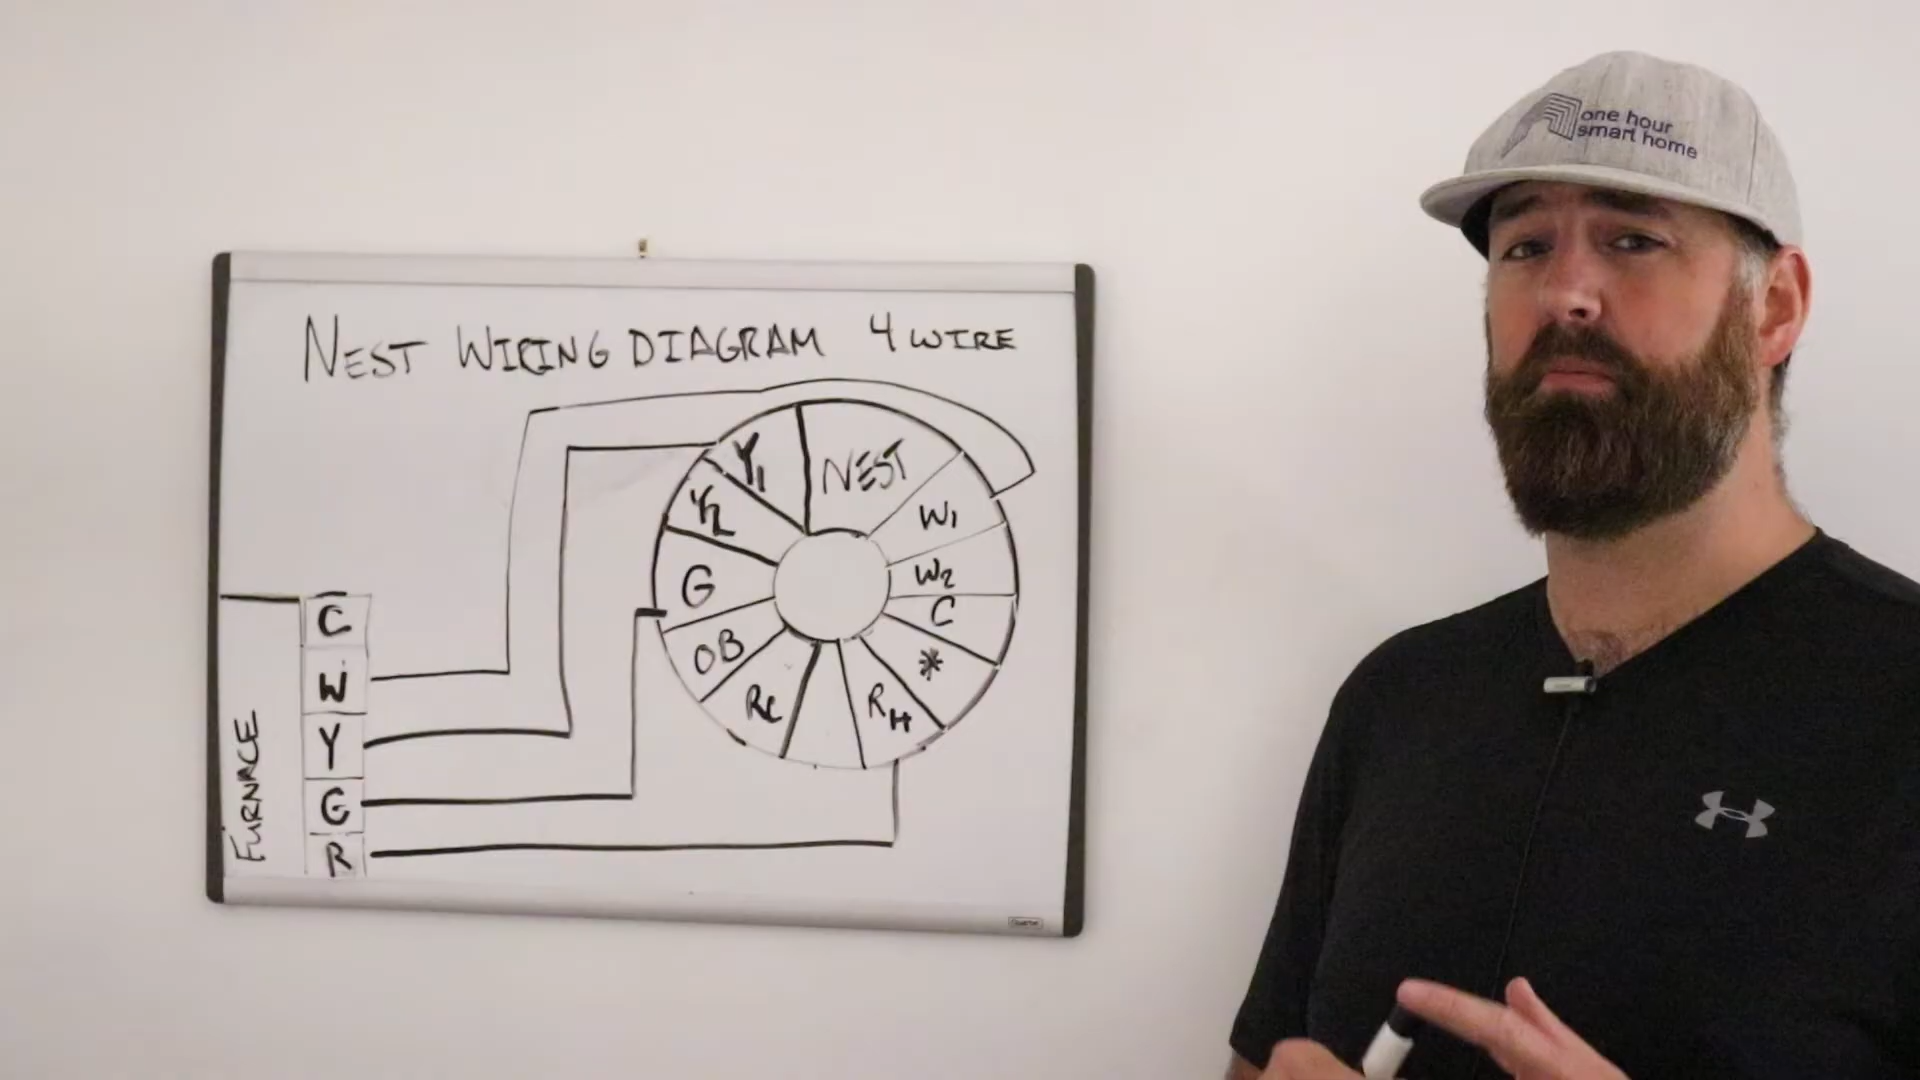 one hour
smart home
NEST WIRING DIAGRAM 4 WIRE
Y1
NEST
Y2
W1
G
W2
C
OB
*
RC
RH
FURNACE
C
W
Y
G
R